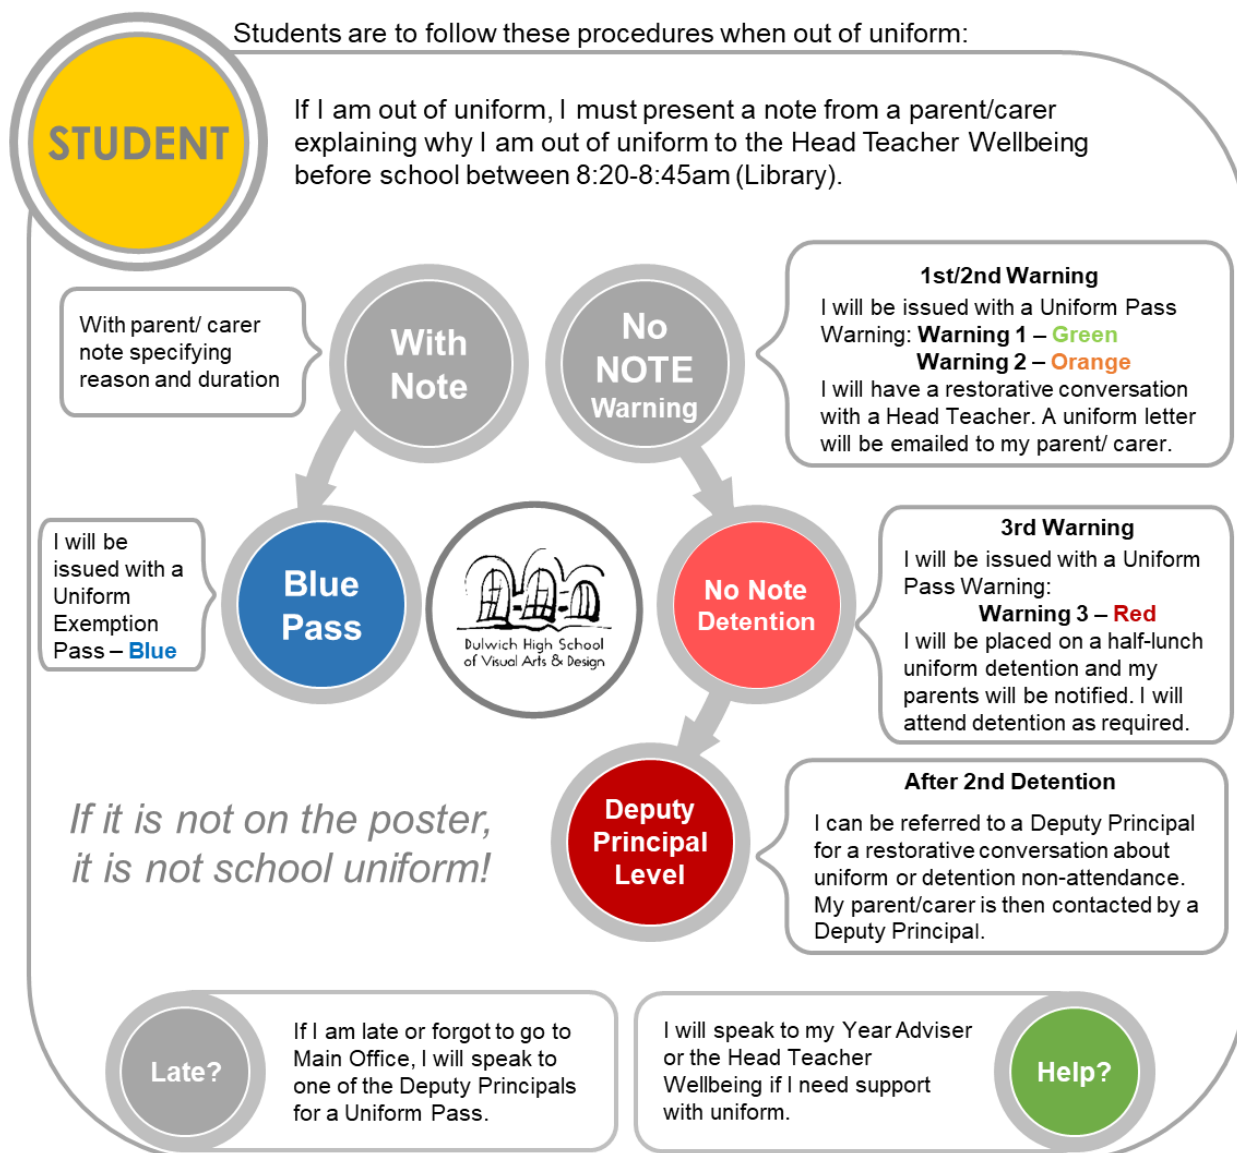 Students are to follow these procedures when out of uniform:
STUDENT
If I am out of uniform, I must present a note from a parent/carer
explaining why I am out of uniform to the Head Teacher Wellbeing
before school between 8:20-8:45am (Library).
With parent/ carer
note specifying
reason and duration
With
Note
No
NOTE
Warning
1st/2nd Warning
I will be issued with a Uniform Pass
Warning: Warning 1 – Green
Warning 2 – Orange
I will have a restorative conversation
with a Head Teacher. A uniform letter
will be emailed to my parent/ carer.
I will be
issued with a
Uniform
Exemption
Pass – Blue
Blue
Pass
Dulwich High School
of Visual Arts & Design
No Note
Detention
3rd Warning
I will be issued with a Uniform
Pass Warning:
Warning 3 – Red
I will be placed on a half-lunch
uniform detention and my
parents will be notified. I will
attend detention as required.
If it is not on the poster,
it is not school uniform!
Deputy
Principal
Level
After 2nd Detention
I can be referred to a Deputy Principal
for a restorative conversation about
uniform or detention non-attendance.
My parent/carer is then contacted by a
Deputy Principal.
Late?
If I am late or forgot to go to
Main Office, I will speak to
one of the Deputy Principals
for a Uniform Pass.
I will speak to my Year Adviser
or the Head Teacher
Wellbeing if I need support
with uniform.
Help?